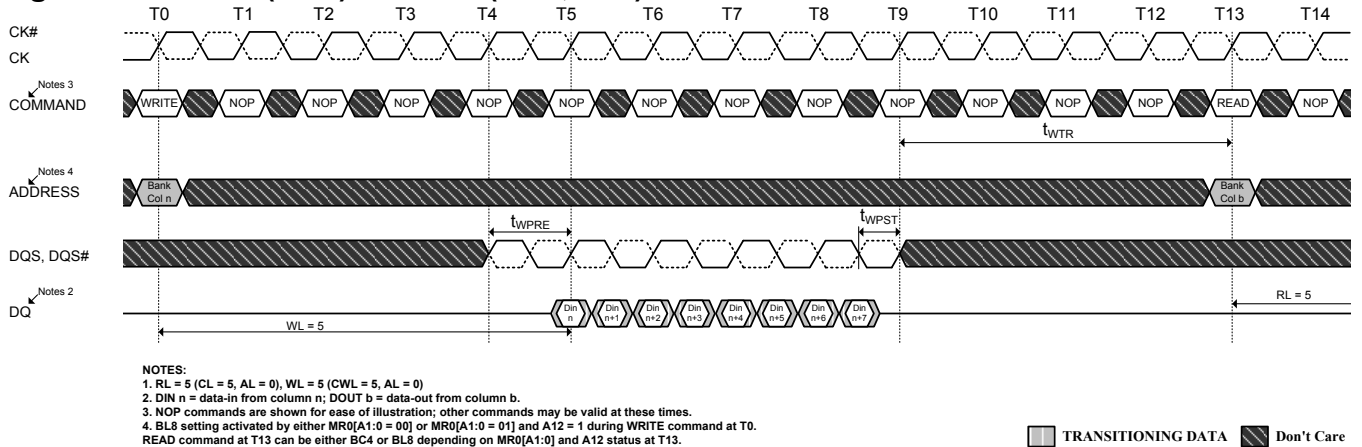 T0 T1 T2 T3 T4 T5 T6 T7 T8 T9 T10 T11 T12 T13 T14
CK#
CK
Notes 3
COMMAND
WRITE NOP NOP NOP NOP NOP NOP NOP NOP NOP NOP NOP NOP READ NOP
tWTR
Notes 4
ADDRESS
Bank
Col n
Bank
Col b
tWPRE
tWPST
DQS, DQS#
Notes 2
DQ
Din
n
Din
n+1
Din
n+2
Din
n+3
Din
n+4
Din
n+5
Din
n+6
Din
n+7
RL = 5
WL = 5
NOTES:
1. RL = 5 (CL = 5, AL = 0), WL = 5 (CWL = 5, AL = 0)
2. DIN n = data-in from column n; DOUT b = data-out from column b.
3. NOP commands are shown for ease of illustration; other commands may be valid at these times.
4. BL8 setting activated by either MR0[A1:0 = 00] or MR0[A1:0 = 01] and A12 = 1 during WRITE command at T0.
READ command at T13 can be either BC4 or BL8 depending on MR0[A1:0] and A12 status at T13.
TRANSITIONING DATA Don't Care